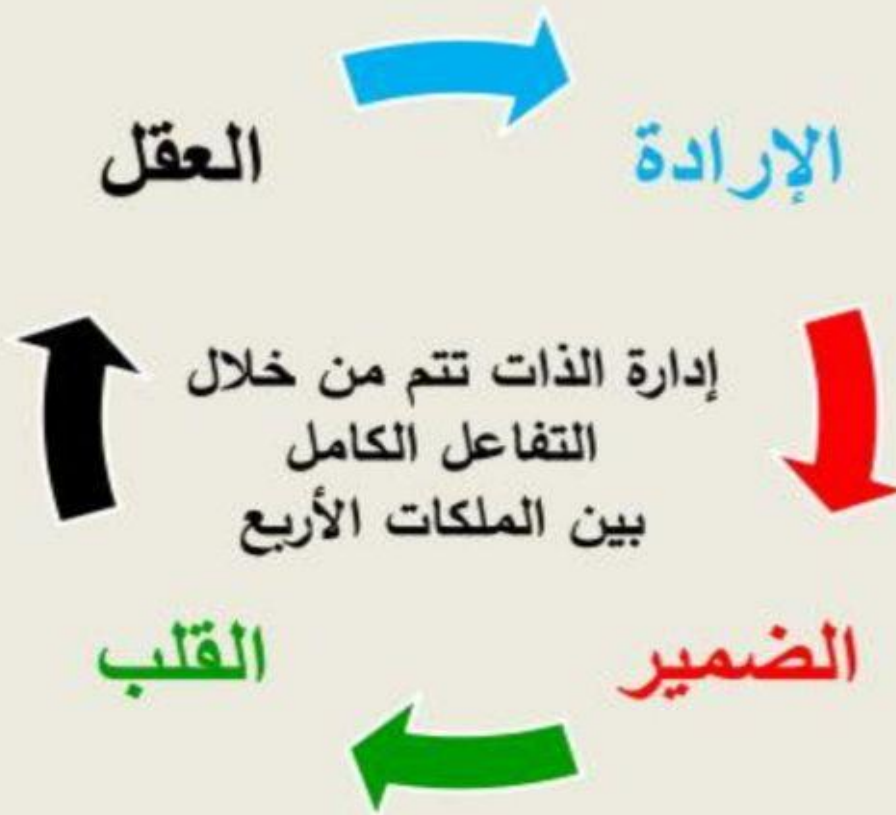 الإرادة
العقل
إدارة الذات تتم من خلال
التفاعل الكامل
بين الملكات الأربع
الضمير
القلب